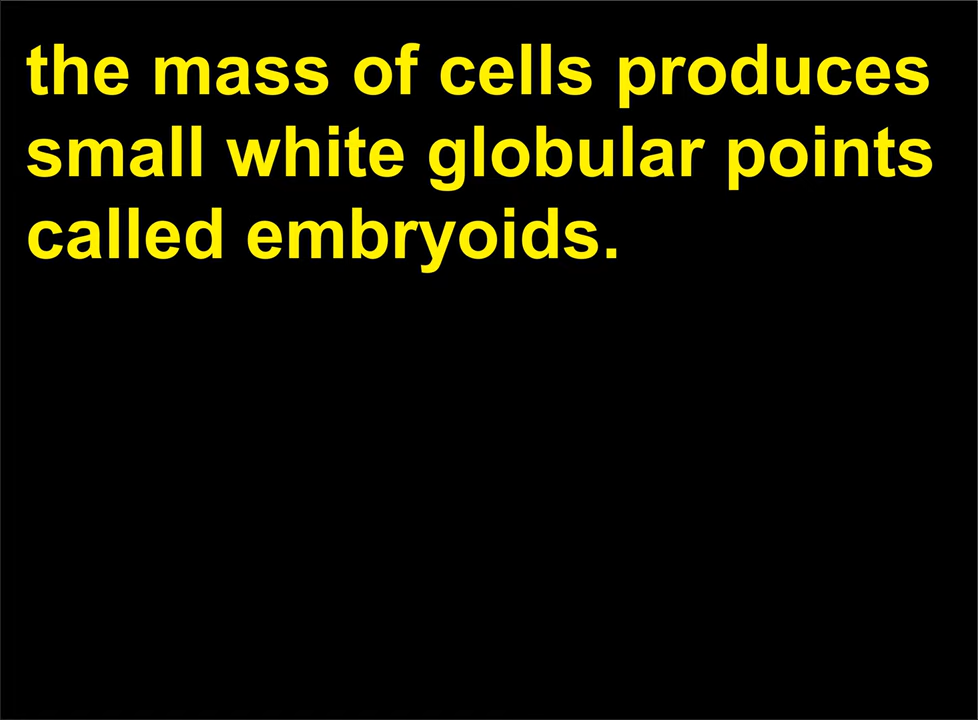 the mass of cells produces
small white globular points
called embryoids.